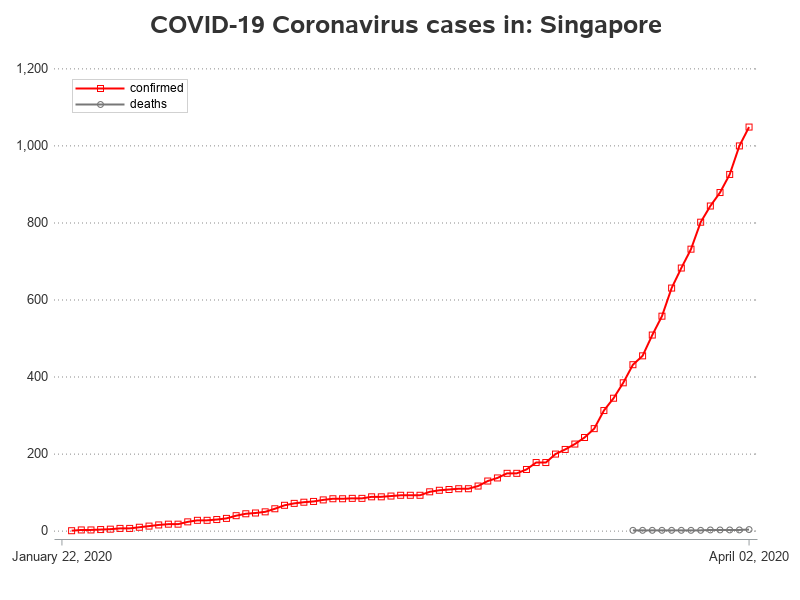 COVID-19 Coronavirus cases in: Singapore
1,200
confirmed
deaths
1,000
800
600
400
200
0
January 22, 2020
April 02, 2020